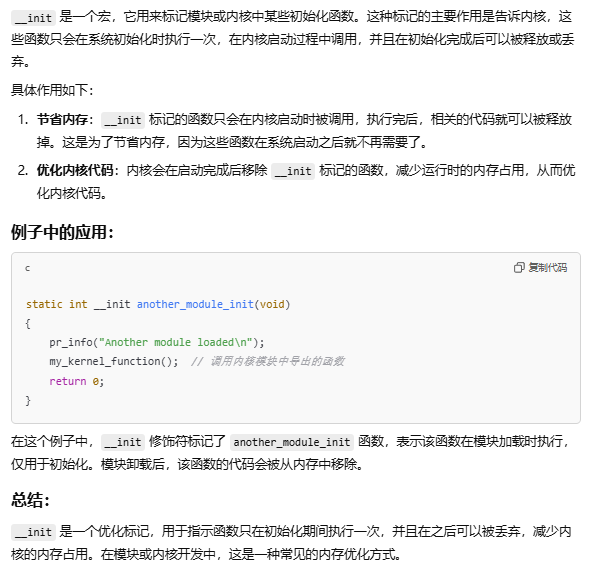 __init 是一个宏，它用来标记模块或内核中某些初始化函数。这种标记的主要作用是告诉内核，这
些函数只会在系统初始化时执行一次，在内核启动过程中调用，并且在初始化完成后可以被释放或丢
弃。
具体作用如下：
1. 节省内存：__init 标记的函数只会在内核启动时被调用，执行完后，相关的代码就可以被释放
掉。这是为了节省内存，因为这些函数在系统启动之后就不再需要了。
2. 优化内核代码：内核会在启动完成后移除 __init 标记的函数，减少运行时的内存占用，从而优
化内核代码。
例子中的应用：
c 复制代码
static int __init another_module_init(void)
{
    pr_info("Another module loaded\n");
    my_kernel_function();  // 调用内核模块中导出的函数
    return 0;
}
在这个例子中，__init 修饰符标记了 another_module_init 函数，表示该函数在模块加载时执行，
仅用于初始化。模块卸载后，该函数的代码会被从内存中移除。
总结：
__init 是一个优化标记，用于指示函数只在初始化期间执行一次，并且在之后可以被丢弃，减少内
核的内存占用。在模块或内核开发中，这是一种常见的内存优化方式。